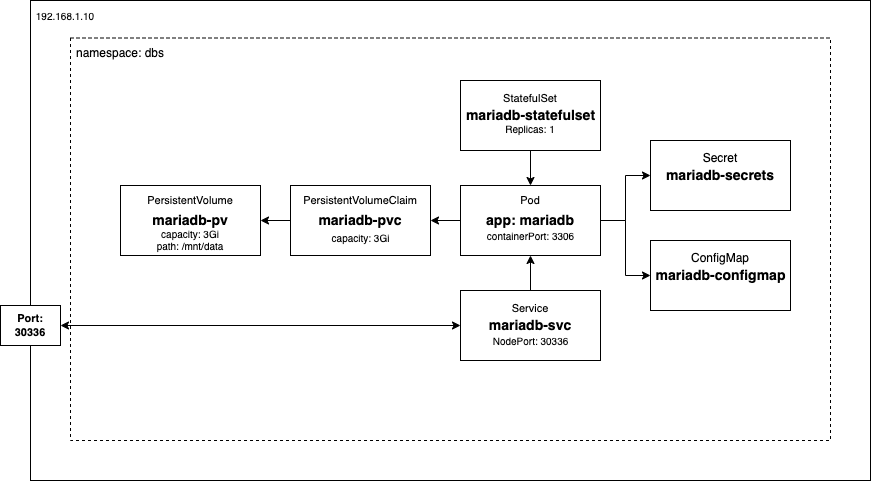 192.168.1.10
namespace: dbs
StatefulSet
mariadb-statefulset
Replicas: 1
Secret
mariadb-secrets
PersistentVolume
mariadb-pv
capacity: 3Gi
path: /mnt/data
PersistentVolumeClaim
mariadb-pvc
capacity: 3Gi
Pod
app: mariadb
containerPort: 3306
ConfigMap
mariadb-configmap
Port:
30336
Service
mariadb-svc
NodePort: 30336